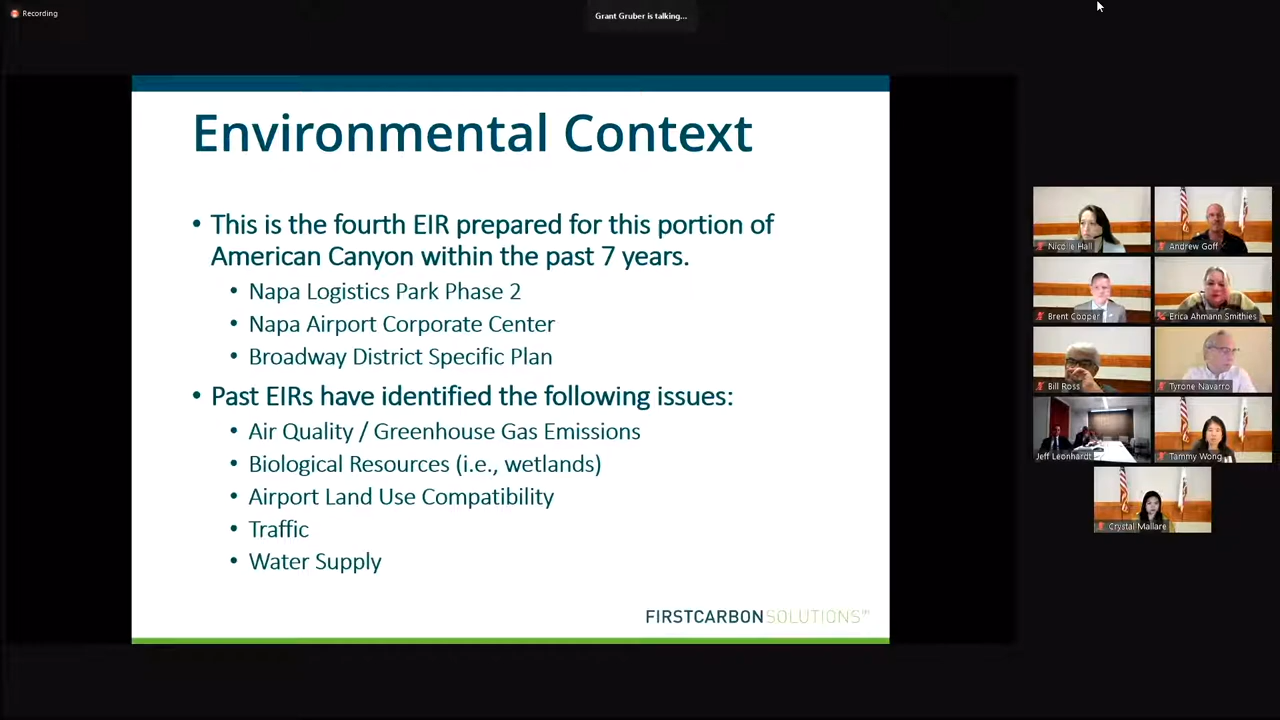 Recording
Grant Gruber is talking...
Environmental Context
• This is the fourth EIR prepared for this portion of
American Canyon within the past 7 years.
• Napa Logistics Park Phase 2
• Napa Airport Corporate Center
• Broadway District Specific Plan
• Past EIRs have identified the following issues:
• Air Quality / Greenhouse Gas Emissions
• Biological Resources (i.e., wetlands)
• Airport Land Use Compatibility
• Traffic
• Water Supply
FIRSTCARBONSOLUTIONS
Nicolle Hall
Andrew Goff
Brent Cooper
Erica Ahmann Smithies
Bill Ross
Tyrone Navarro
Jeff Leonhardt
Tammy Wong
Crystal Mallare